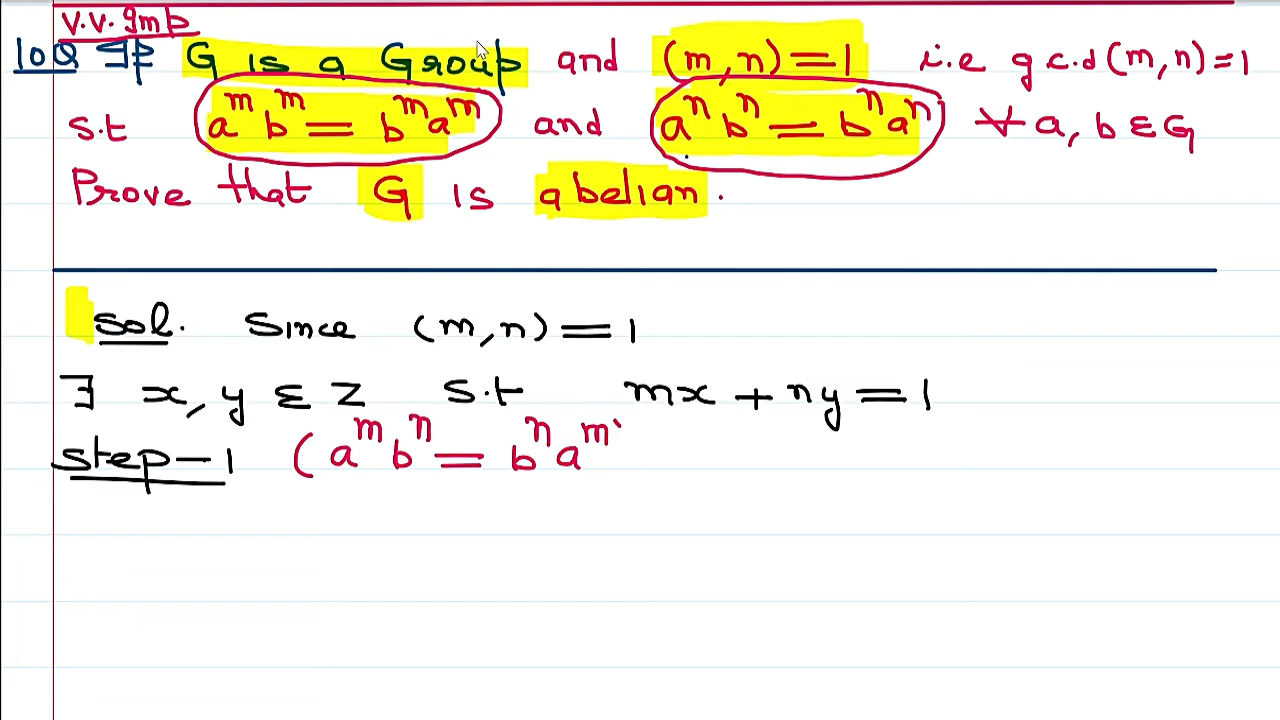 V.V. Imp
10Q If G is a Group and (m, n) = 1 i.e g c.d (m, n) = 1
s.t a^m b^m = b^m a^m and a^n b^n = b^n a^n ∀ a, b ∈ G
Prove that G is abelian.
Sol. Since (m, n) = 1
∃ x, y ∈ Z s.t mx + ny = 1
step-1 (a^m b^n = b^n a^m